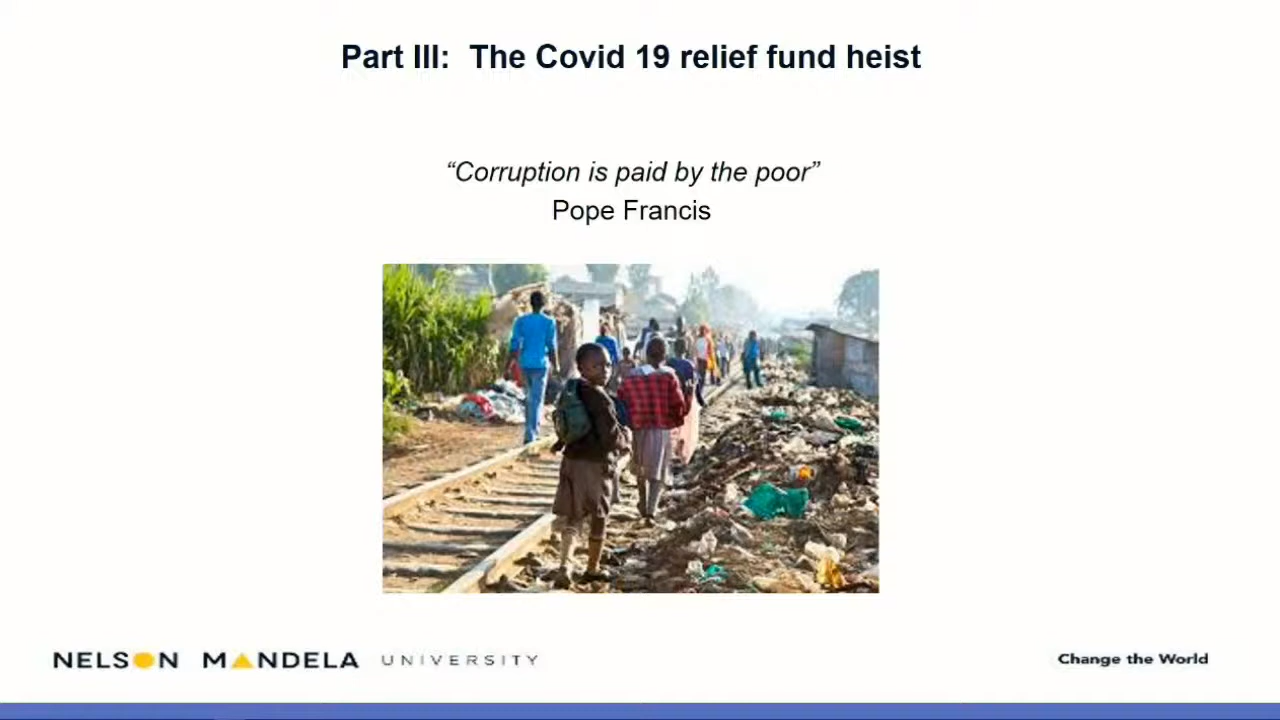 Part III: The Covid 19 relief fund heist
“Corruption is paid by the poor”
Pope Francis
NELSON MANDELA UNIVERSITY
Change the World